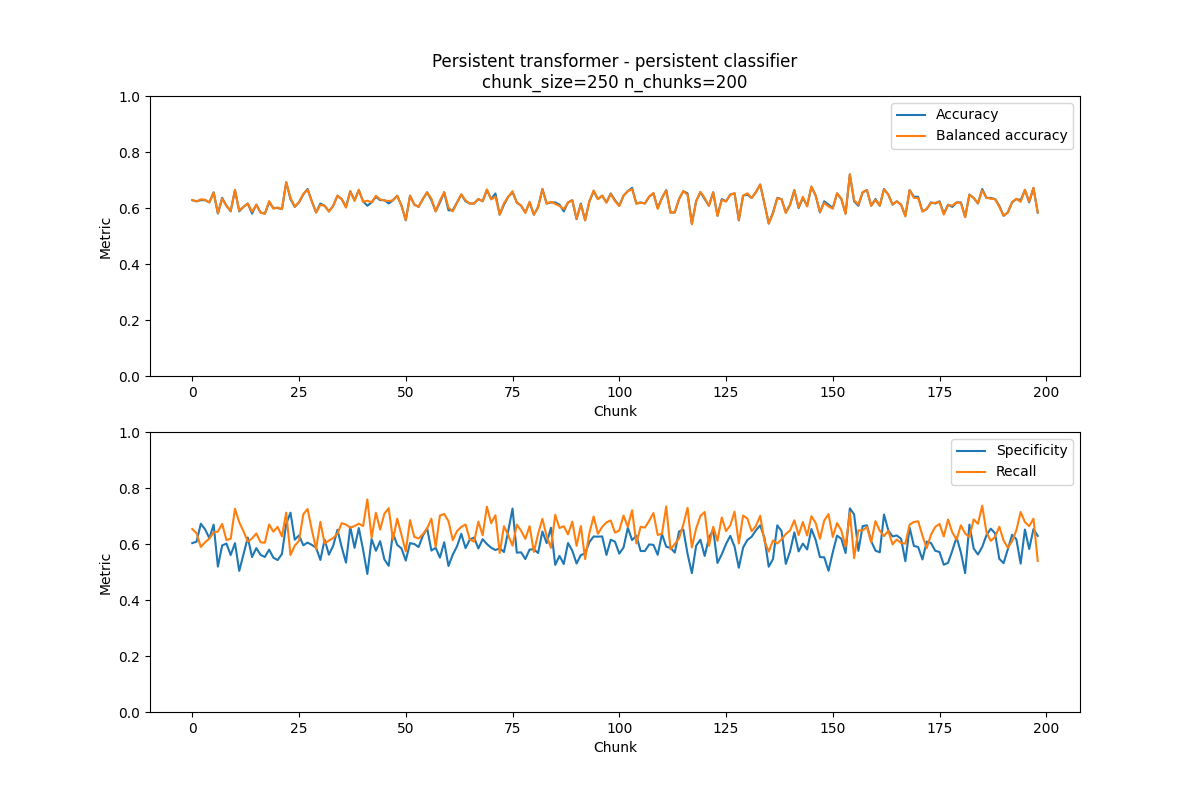 Persistent transformer - persistent classifier
chunk_size=250 n_chunks=200
1.0
0.8
0.6
0.4
0.2
0.0
Metric
Accuracy
Balanced accuracy
0 25 50 75 100 125 150 175 200
Chunk
1.0
0.8
0.6
0.4
0.2
0.0
Metric
Specificity
Recall
0 25 50 75 100 125 150 175 200
Chunk